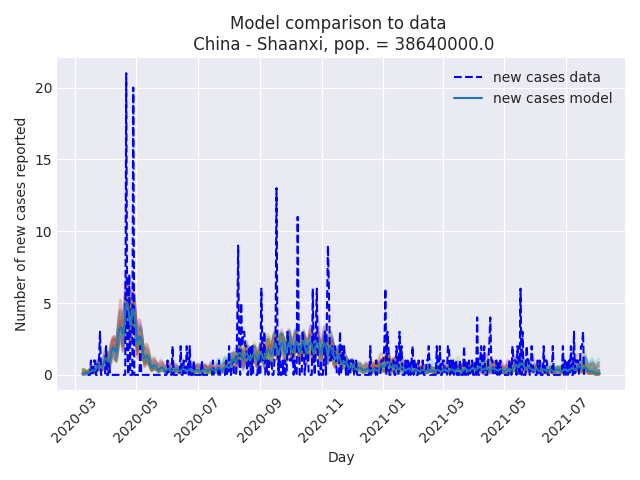 Model comparison to data
China - Shaanxi, pop. = 38640000.0
new cases data
new cases model
Number of new cases reported
20
15
10
5
0
2020-03
2020-05
2020-07
2020-09
2020-11
2021-01
2021-03
2021-05
2021-07
Day